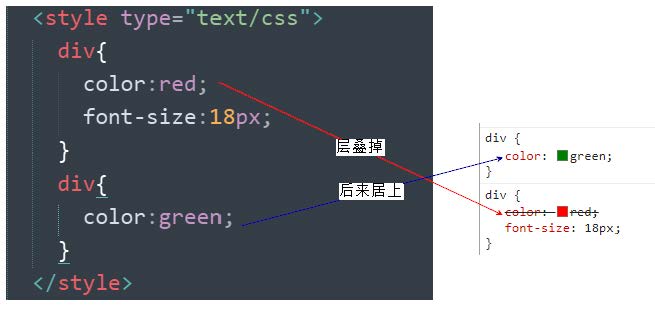 <style type="text/css">
div{
color:red;
font-size:18px;
}
div{
color:green;
}
</style>
层叠掉
后来居上
div {
color: green;
}
div {
color: red;
font-size: 18px;
}